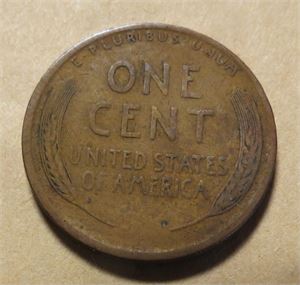 E·PLURIBUS·UNUM
ONE
CENT
UNITED STATES
OF AMERICA